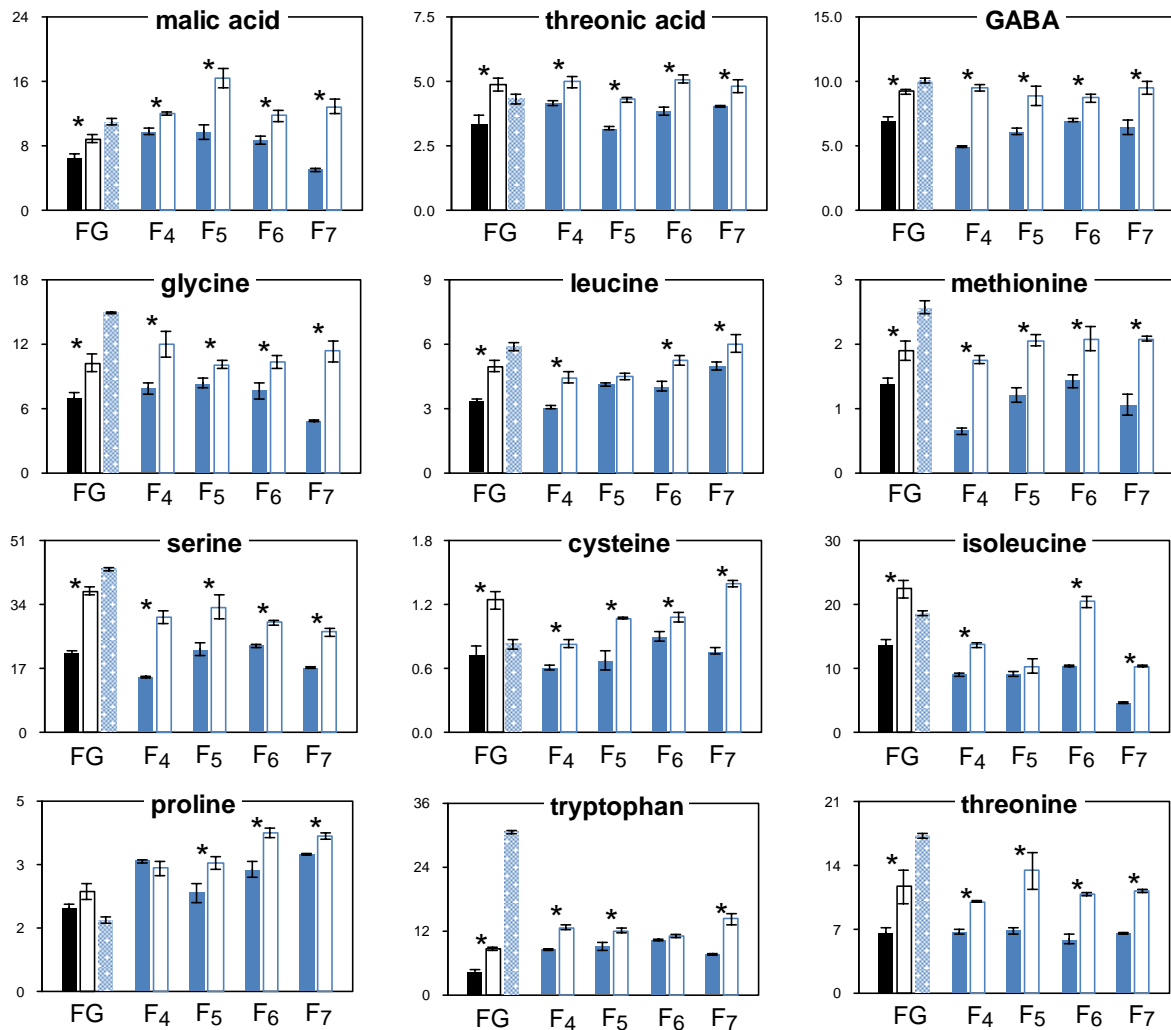 malic acid
24
16
8
0
* * * * *
FG F4 F5 F6 F7
threonic acid
7.5
5.0
2.5
0.0
* * * * *
FG F4 F5 F6 F7
GABA
15.0
10.0
5.0
0.0
* * * * *
FG F4 F5 F6 F7
glycine
18
12
6
0
* * * * *
FG F4 F5 F6 F7
leucine
9
6
3
0
* * * *
FG F4 F5 F6 F7
methionine
3
2
1
0
* * * * *
FG F4 F5 F6 F7
serine
51
34
17
0
* * * * *
FG F4 F5 F6 F7
cysteine
1.8
1.2
0.6
0.0
* * * * *
FG F4 F5 F6 F7
isoleucine
30
20
10
0
* * * *
FG F4 F5 F6 F7
proline
5
3
2
0
* * *
FG F4 F5 F6 F7
tryptophan
36
24
12
0
* * * *
FG F4 F5 F6 F7
threonine
21
14
7
0
* * * * *
FG F4 F5 F6 F7